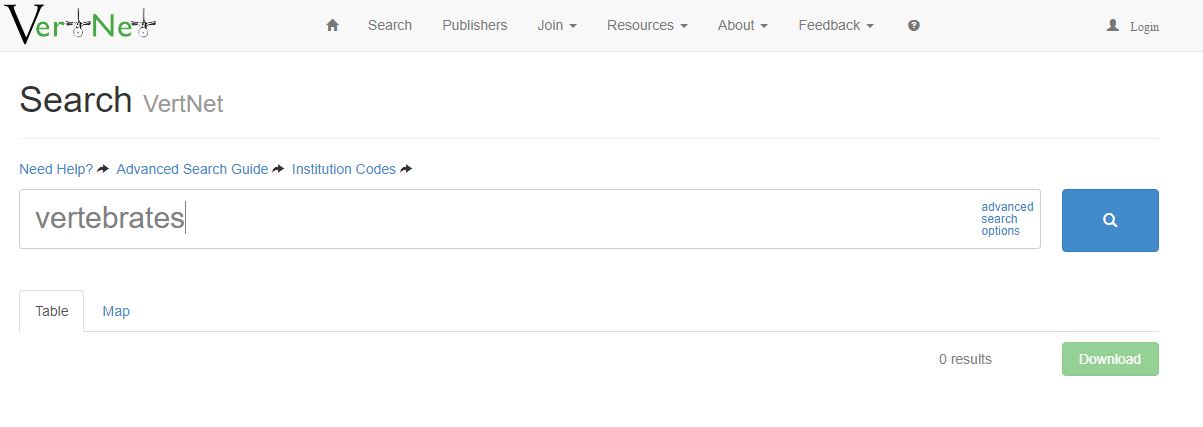 VertNet Search Publishers Join Resources About Feedback Login
Search VertNet
Need Help? Advanced Search Guide Institution Codes
vertebrates
advanced
search
options
Table Map
0 results Download